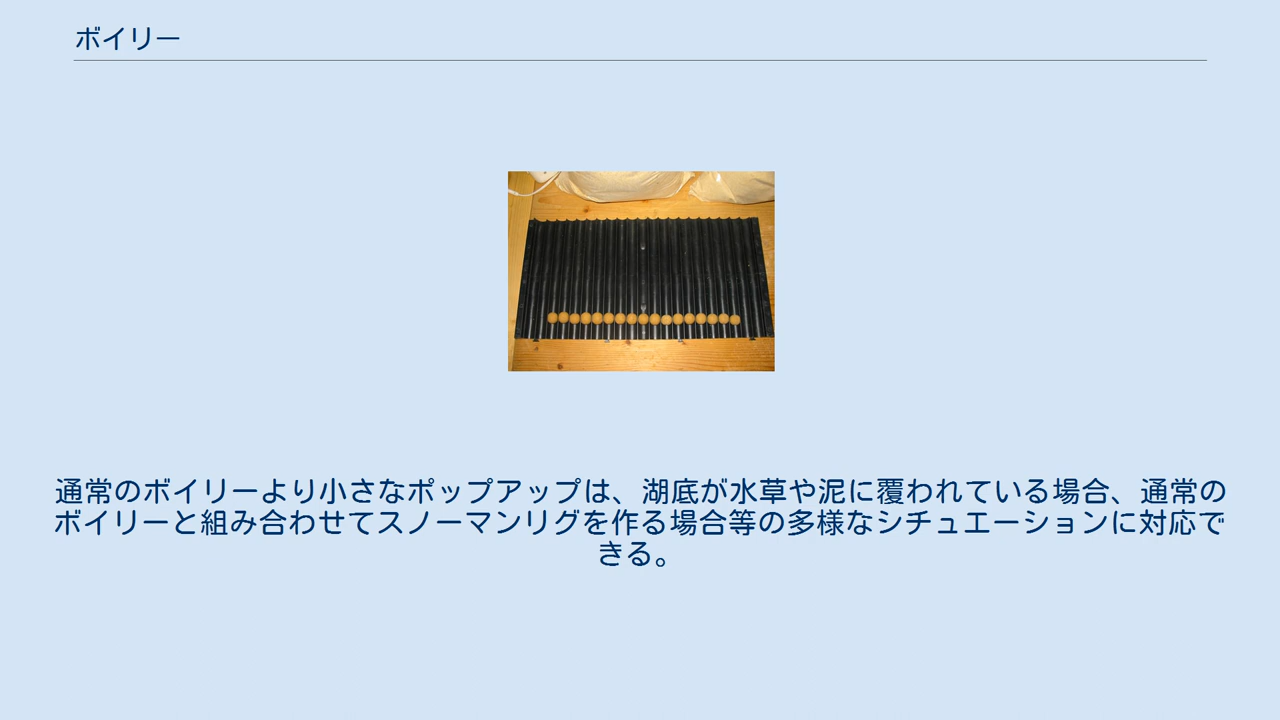 ボイリー
通常のボイリーより小さなポップアップは、湖底が水草や泥に覆われている場合、通常の
ボイリーと組み合わせてスノーマンリグを作る場合等の多様なシチュエーションに対応で
きる。